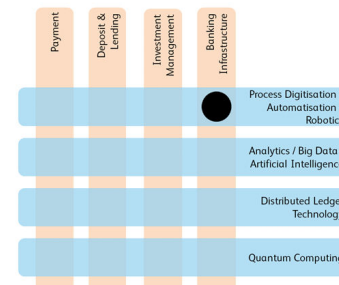 Payment
Deposit &
Lending
Investment
Management
Banking
Infrastructure
Process Digitisation
Automatisation
Robotic
Analytics / Big Data
Artificial Intelligence
Distributed Ledge
Technolog
Quantum Computing